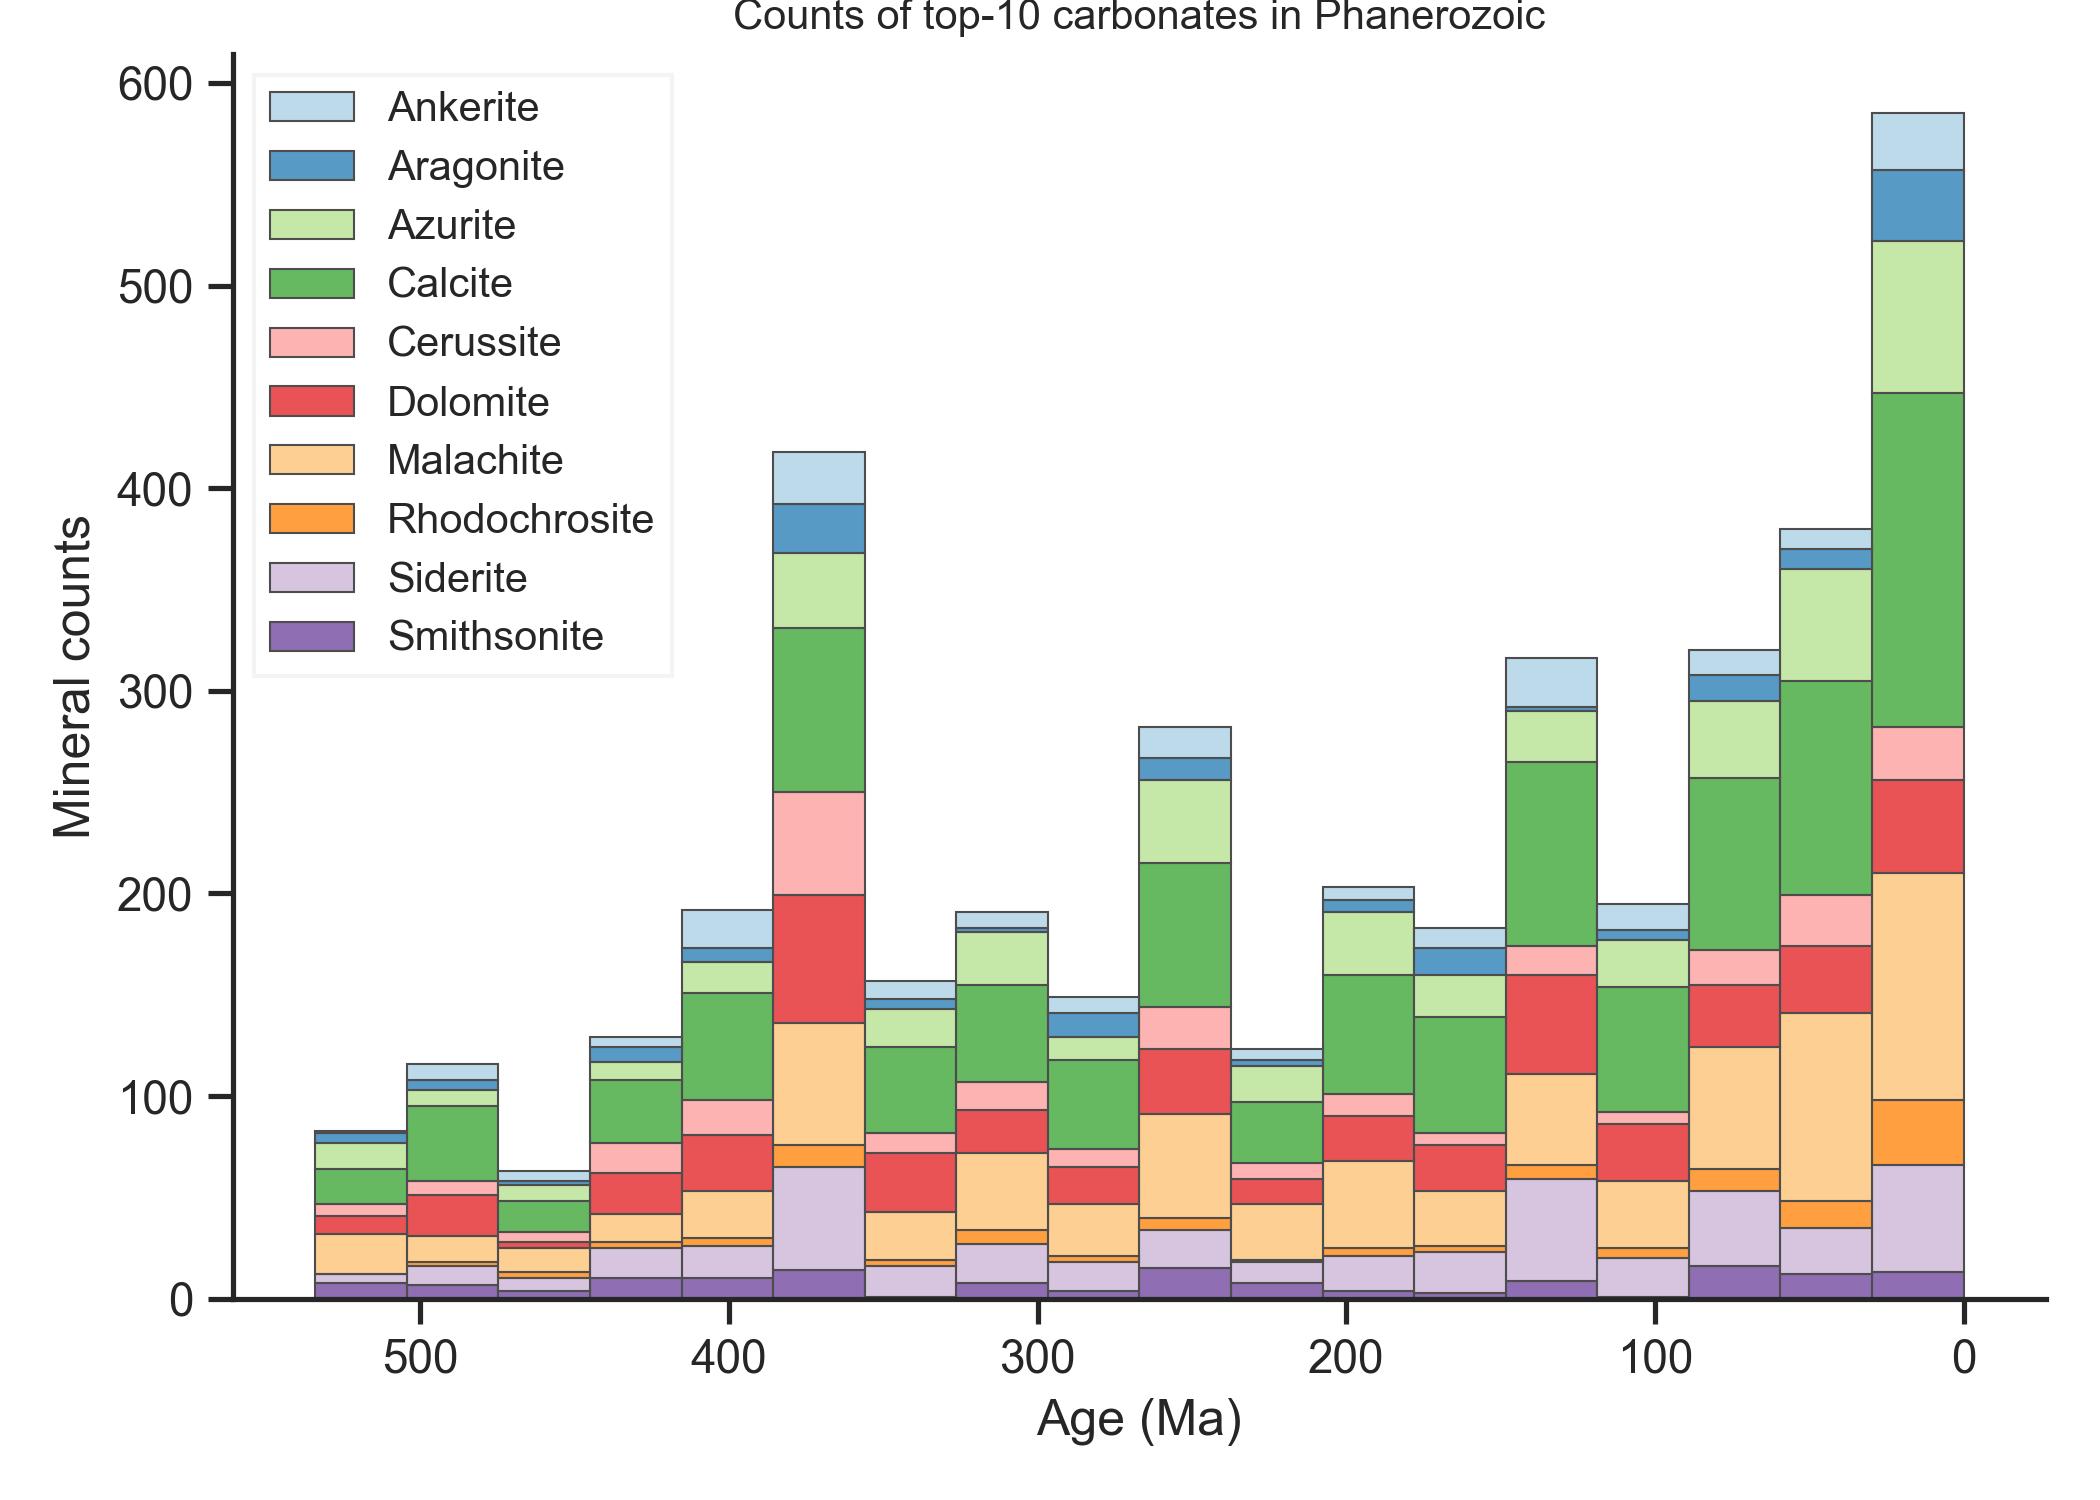 Counts of top-10 carbonates in Phanerozoic
600
500
400
300
200
100
0
Mineral counts
Ankerite
Aragonite
Azurite
Calcite
Cerussite
Dolomite
Malachite
Rhodochrosite
Siderite
Smithsonite
500 400 300 200 100 0
Age (Ma)